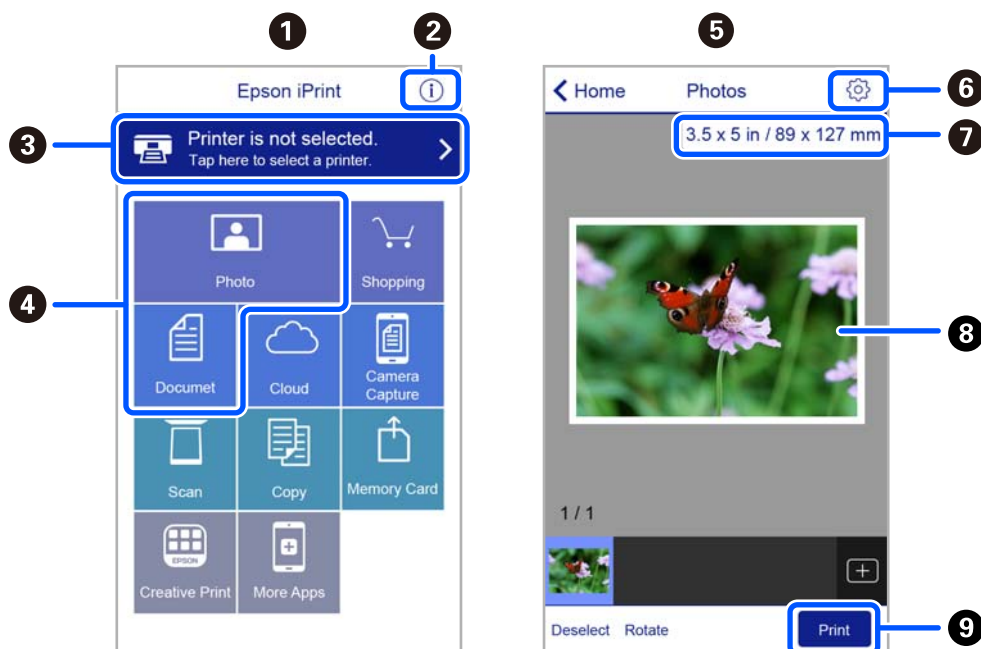 1
2
Epson iPrint
i
3
Printer is not selected.
Tap here to select a printer.
4
Photo
Shopping
Documet
Cloud
Camera
Capture
Scan
Copy
Memory Card
EPSON
Creative Print
More Apps
5
Home
Photos
6
3.5 x 5 in / 89 x 127 mm
7
8
1 / 1
Deselect
Rotate
Print
9